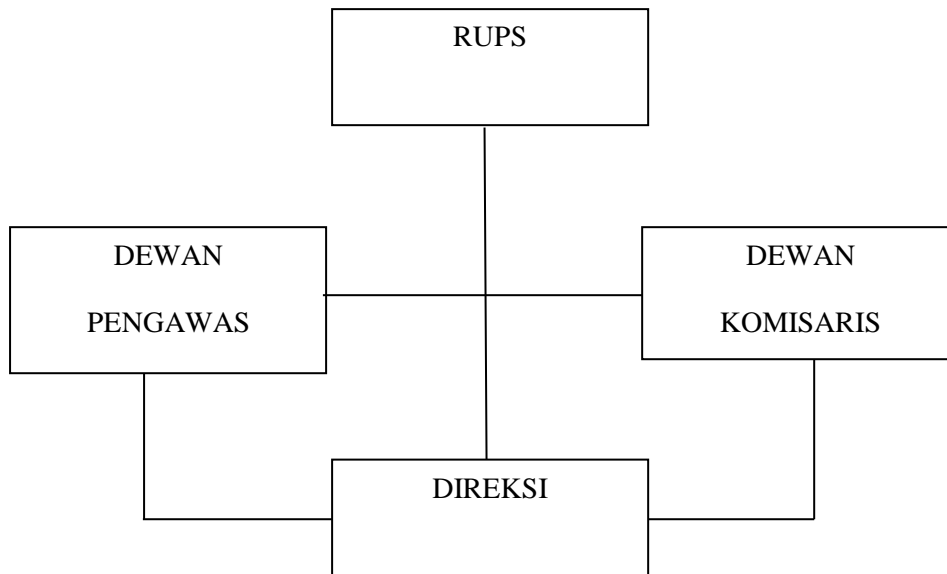 RUPS
DEWAN
PENGAWAS
DEWAN
KOMISARIS
DIREKSI